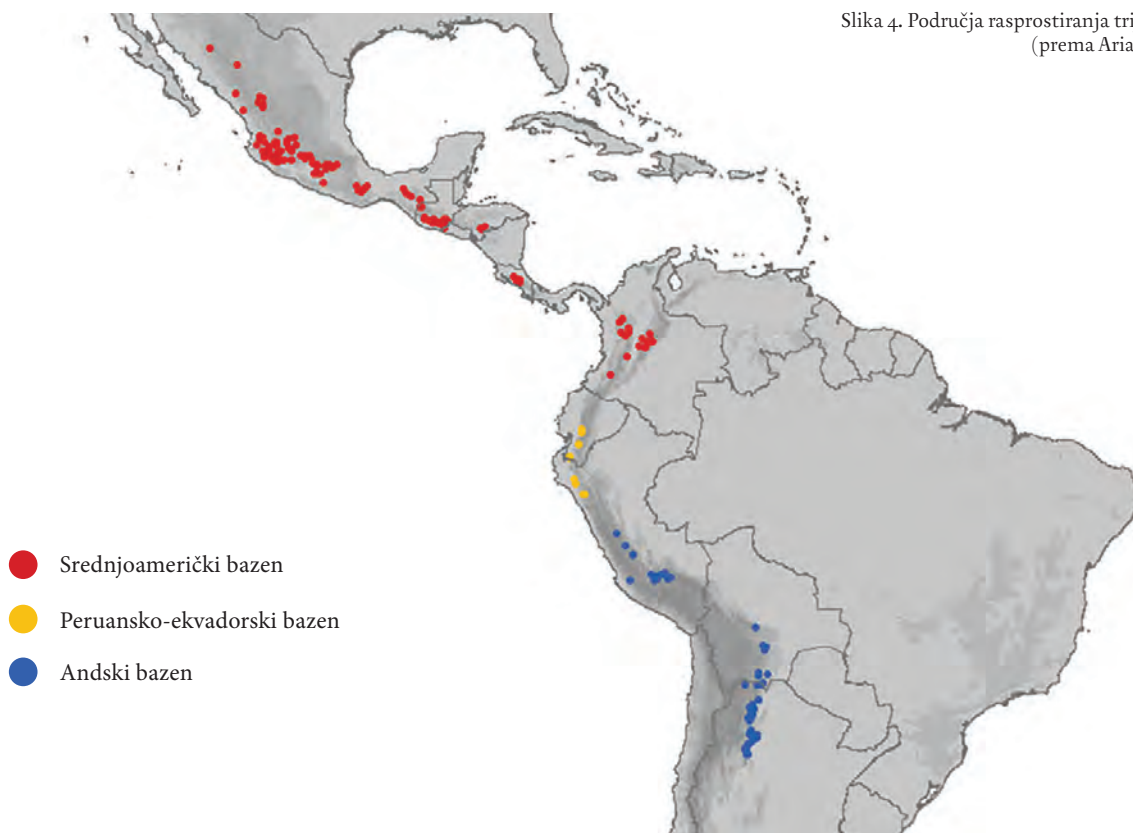 Slika 4. Područja rasprostiranja tri
(prema Aria
Srednjoamerički bazen
Peruansko-ekvadorski bazen
Andski bazen